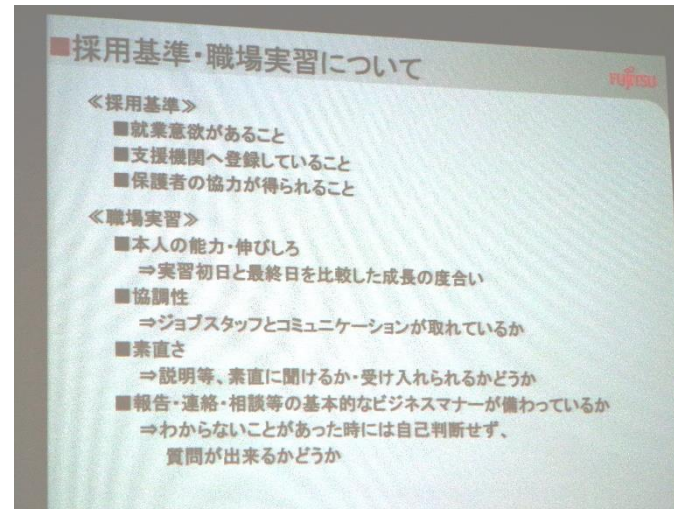 ■採用基準・職場実習について
FUJITSU
≪採用基準≫
■就業意欲があること
■支援機関へ登録していること
■保護者の協力が得られること
≪職場実習≫
■本人の能力・伸びしろ
⇒実習初日と最終日を比較した成長の度合い
■協調性
⇒ジョブスタッフとコミュニケーションが取れているか
■素直さ
⇒説明等、素直に聞けるか・受け入れられるかどうか
■報告・連絡・相談等の基本的なビジネスマナーが備わっているか
⇒わからないことがあった時には自己判断せず、
質問が出来るかどうか